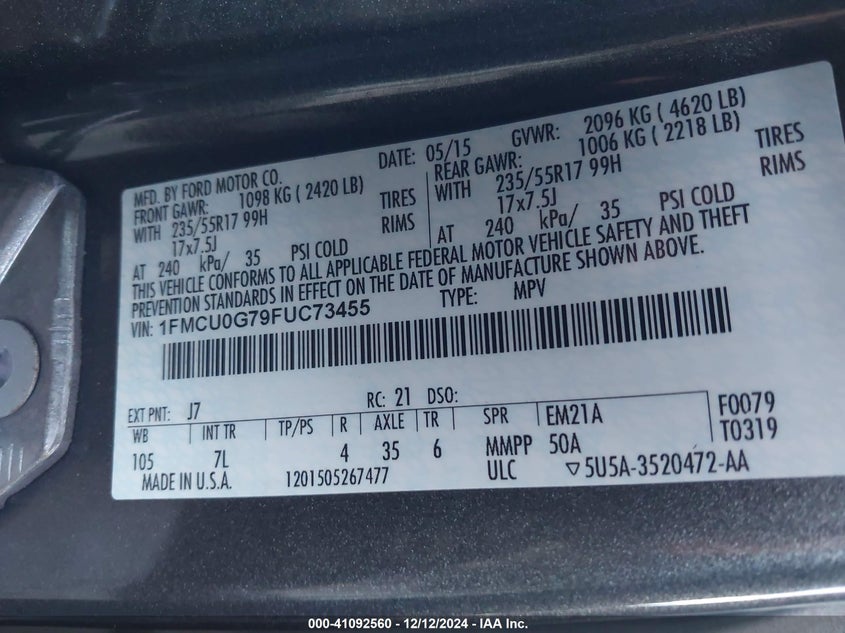 MFD. BY FORD MOTOR CO. DATE: 05/15 GVWR: 2096 KG ( 4620 LB)
FRONT GAWR: 1098 KG ( 2420 LB) REAR GAWR: 1006 KG ( 2218 LB)
WITH 235/55R17 99H TIRES WITH 235/55R17 99H TIRES
17x7.5J RIMS 17x7.5J RIMS
AT 240 kPa/ 35 PSI COLD AT 240 kPa/ 35 PSI COLD
THIS VEHICLE CONFORMS TO ALL APPLICABLE FEDERAL MOTOR VEHICLE SAFETY AND THEFT
PREVENTION STANDARDS IN EFFECT ON THE DATE OF MANUFACTURE SHOWN ABOVE.
VIN: 1FMCU0G79FUC73455 TYPE: MPV
EXT PNT: J7 RC: 21 DSO: F0079
WB INT TR TP/PS R AXLE TR SPR EM21A T0319
105 7L 4 35 6 MMPP 50A
MADE IN U.S.A. 1201505267477 ULC ▽5U5A-3520472-AA
000-41092560 - 12/12/2024 - IAA Inc.